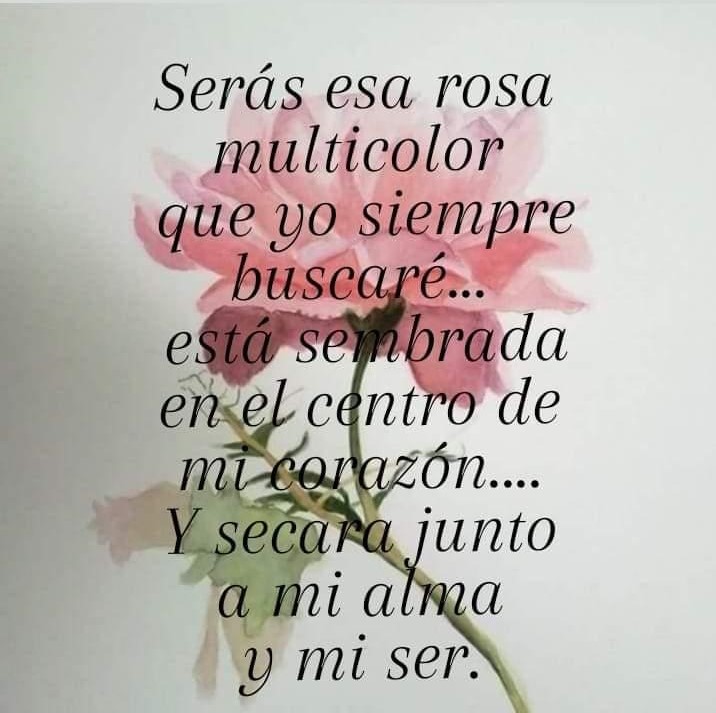 Serás esa rosa
multicolor
que yo siempre
buscaré...
está sembrada
en el centro de
mi corazón....
Y secara junto
a mi alma
y mi ser.